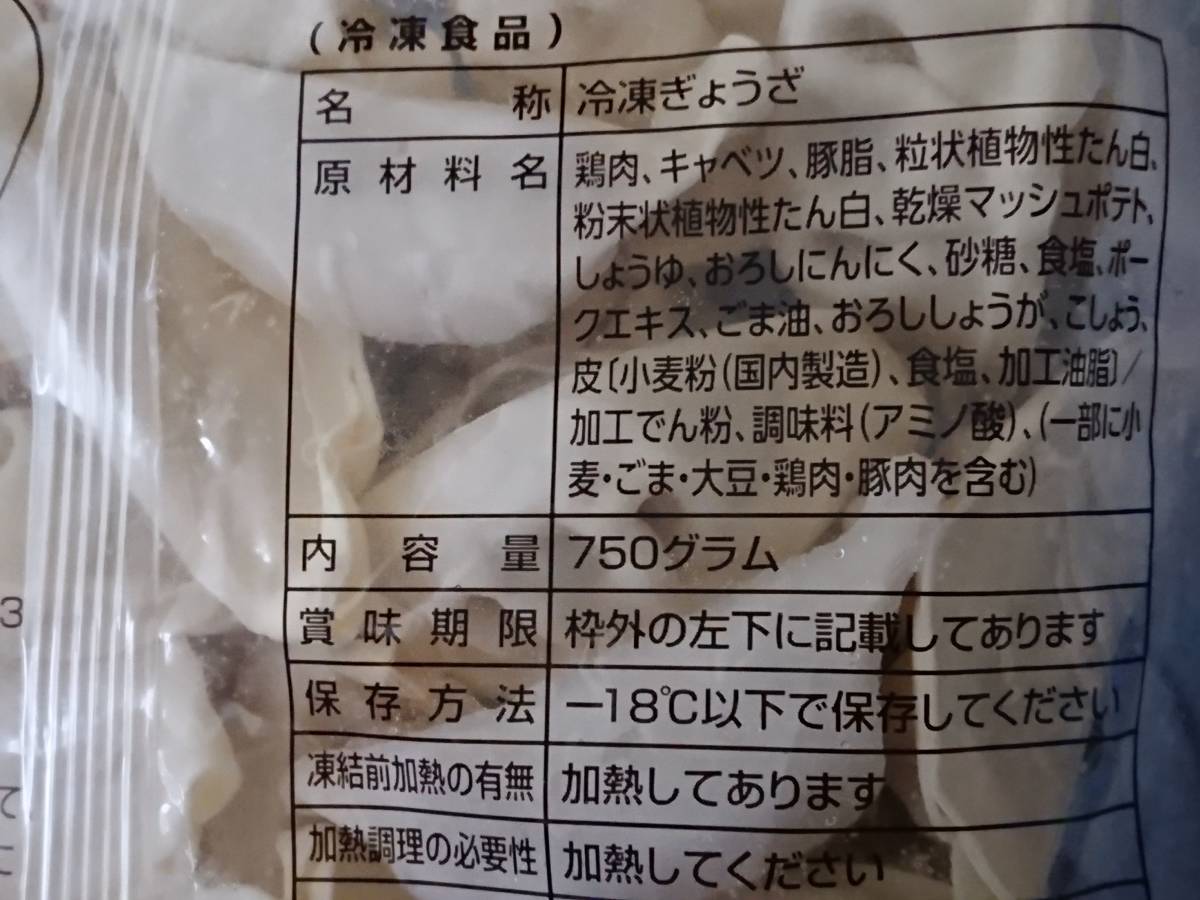 (冷凍食品)
名称 冷凍ぎょうざ
原材料名 鶏肉、キャベツ、豚脂、粒状植物性たん白、
粉末状植物性たん白、乾燥マッシュポテト、
しょうゆ、おろしにんにく、砂糖、食塩、ポー
クエキス、ごま油、おろししょうが、こしょう、
皮〔小麦粉(国内製造)、食塩、加工油脂〕/
加工でん粉、調味料(アミノ酸)、(一部に小
麦・ごま・大豆・鶏肉・豚肉を含む)
内容量 750グラム
賞味期限 枠外の左下に記載してあります
保存方法 −18℃以下で保存してください
凍結前加熱の有無 加熱してあります
加熱調理の必要性 加熱してください
3
て
に